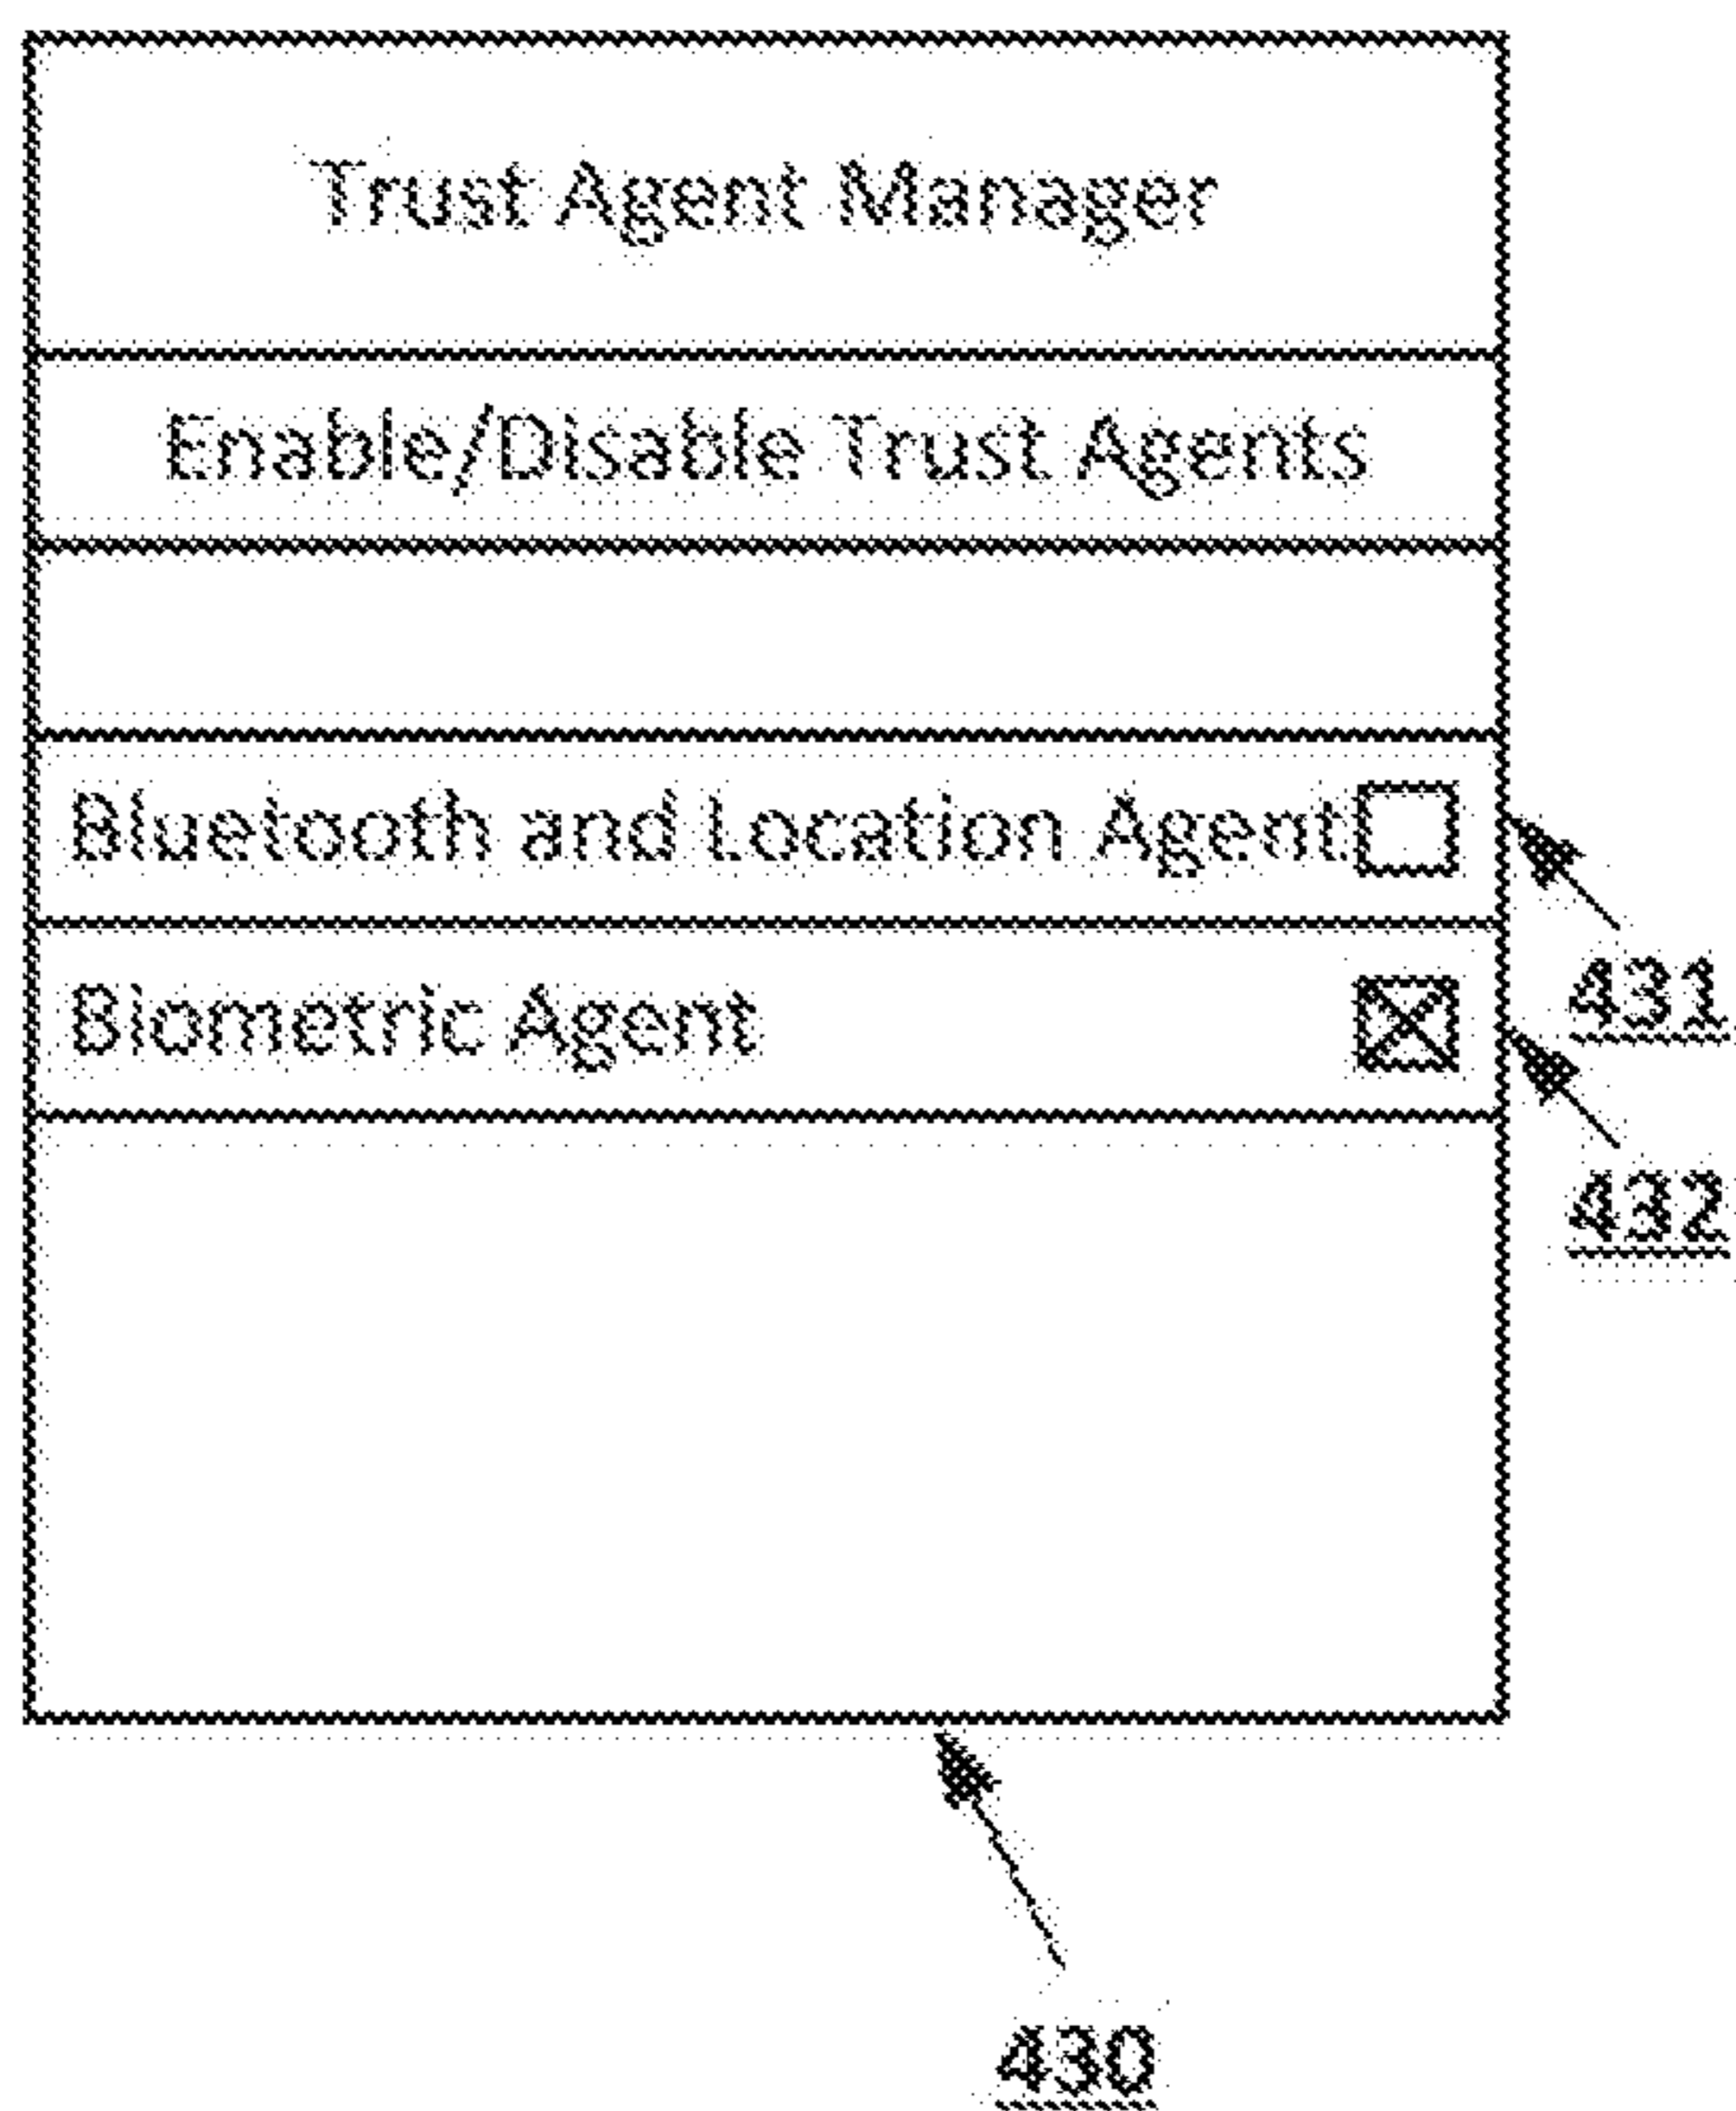 Trust Agent Manager
Enable/Disable Trust Agents
Bluetooth and Location Agent
431
Biometric Agent
432
430